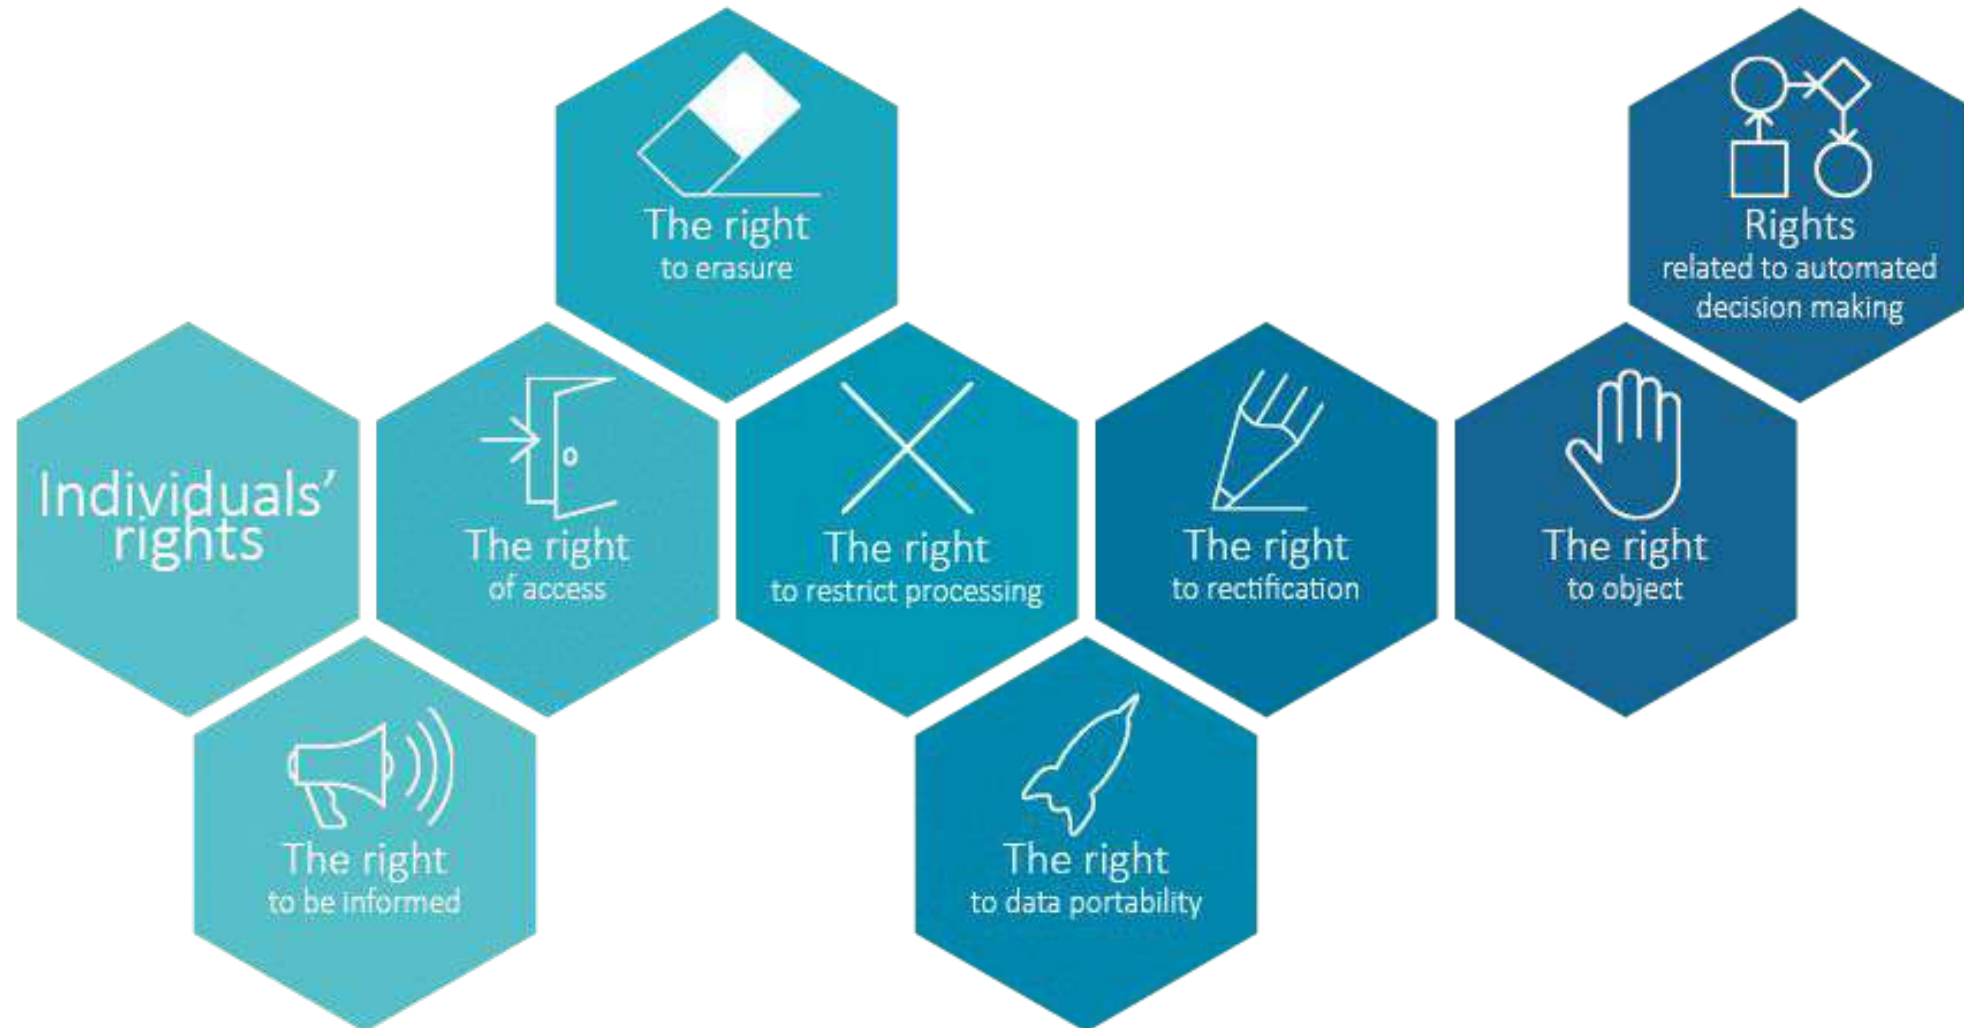 The right
to erasure
Rights
related to automated
decision making
Individuals’
rights
The right
of access
The right
to restrict processing
The right
to rectification
The right
to object
The right
to be informed
The right
to data portability